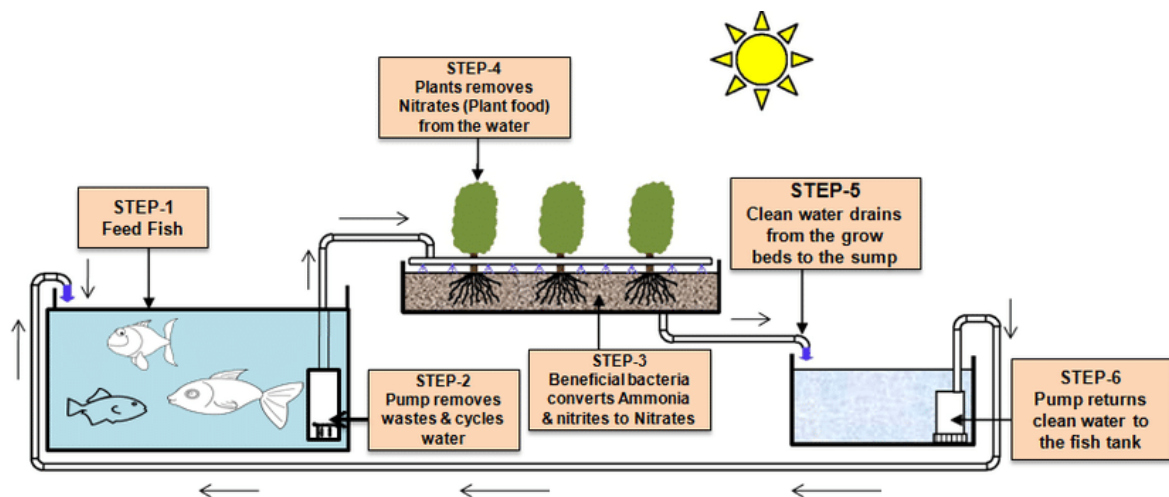 STEP-1
Feed Fish
STEP-2
Pump removes
wastes & cycles
water
STEP-3
Beneficial bacteria
converts Ammonia
& nitrites to Nitrates
STEP-4
Plants removes
Nitrates (Plant food)
from the water
STEP-5
Clean water drains
from the grow
beds to the sump
STEP-6
Pump returns
clean water to
the fish tank